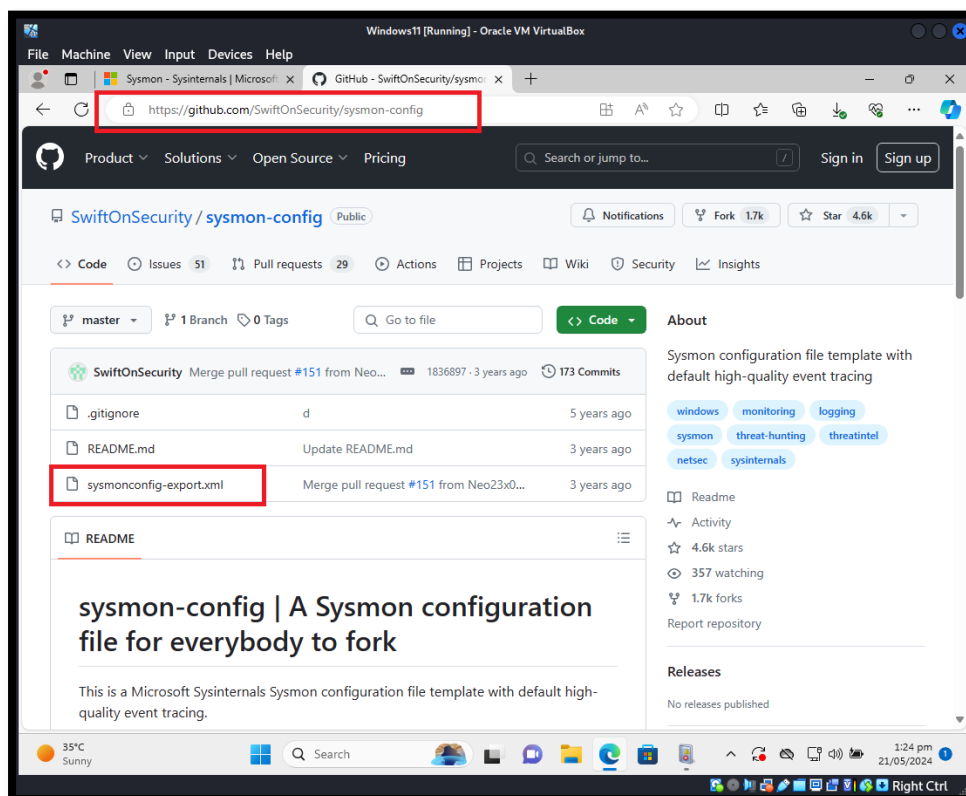 Windows11 [Running] - Oracle VM VirtualBox
File Machine View Input Devices Help
Sysmon - Sysinternals | Microsoft
GitHub - SwiftOnSecurity/sysmor
https://github.com/SwiftOnSecurity/sysmon-config
Product Solutions Open Source Pricing
Search or jump to...
/
Sign in
Sign up
SwiftOnSecurity / sysmon-config Public
Notifications
Fork 1.7k
Star 4.6k
Code
Issues 51
Pull requests 29
Actions
Projects
Wiki
Security
Insights
master
1 Branch
0 Tags
Go to file
Code
SwiftOnSecurity Merge pull request #151 from Neo... 1836897 · 3 years ago 173 Commits
.gitignore d 5 years ago
README.md Update README.md 3 years ago
sysmonconfig-export.xml Merge pull request #151 from Neo23x0... 3 years ago
README
sysmon-config | A Sysmon configuration
file for everybody to fork
This is a Microsoft Sysinternals Sysmon configuration file template with default high-
quality event tracing.
About
Sysmon configuration file template with
default high-quality event tracing
windows monitoring logging
sysmon threat-hunting threatintel
netsec sysinternals
Readme
Activity
4.6k stars
357 watching
1.7k forks
Report repository
Releases
No releases published
35°C
Sunny
Search
1:24 pm
21/05/2024
1
Right Ctrl